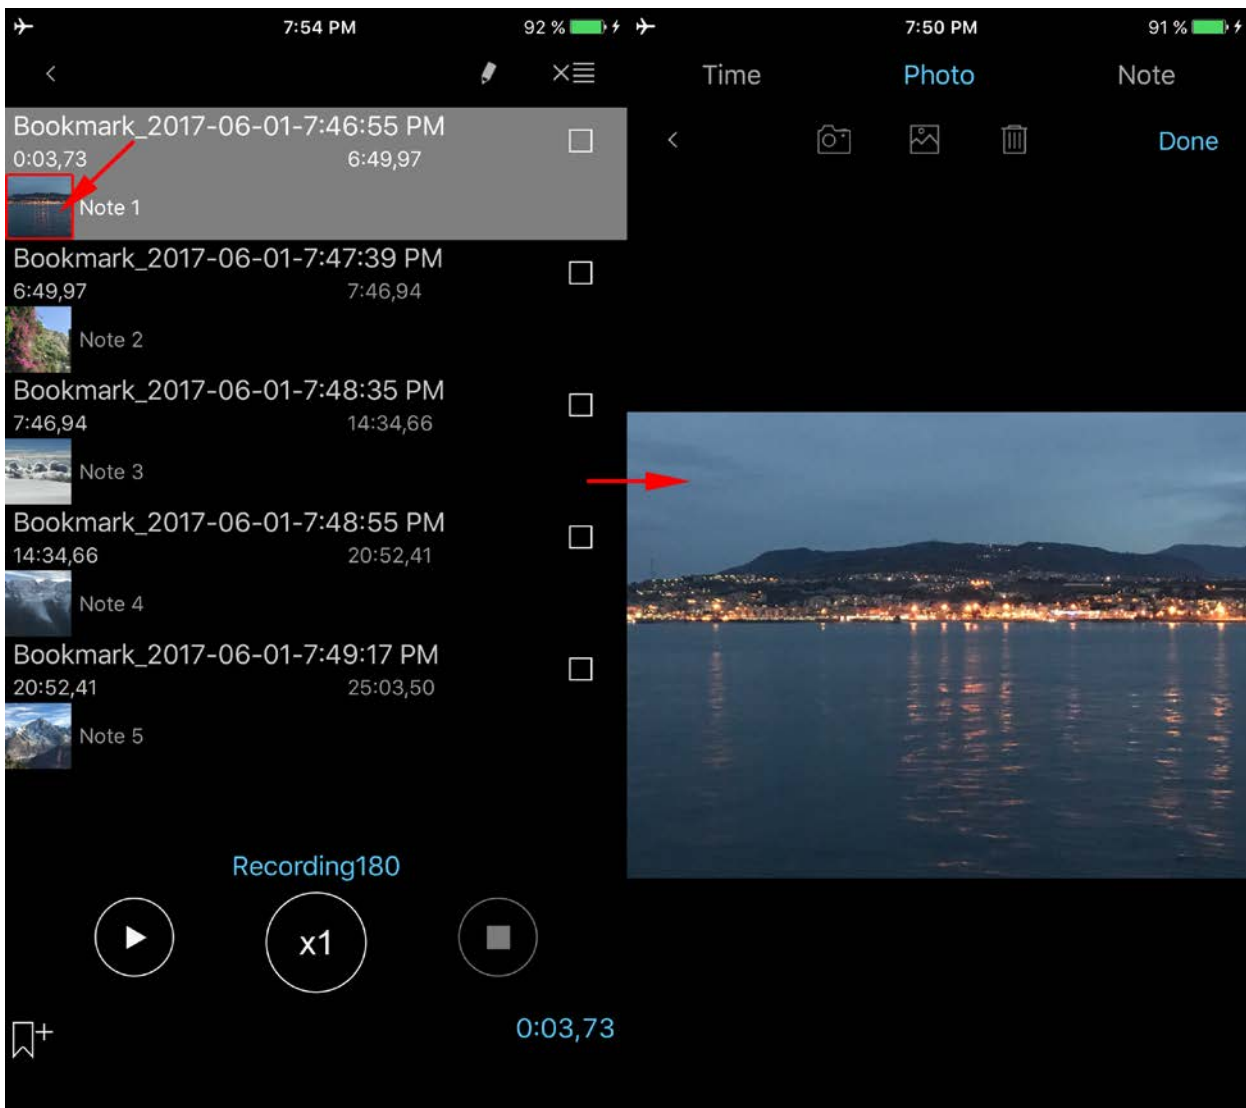 7:54 PM
92 %
Bookmark_2017-06-01-7:46:55 PM
0:03,73 6:49,97
Note 1
Bookmark_2017-06-01-7:47:39 PM
6:49,97 7:46,94
Note 2
Bookmark_2017-06-01-7:48:35 PM
7:46,94 14:34,66
Note 3
Bookmark_2017-06-01-7:48:55 PM
14:34,66 20:52,41
Note 4
Bookmark_2017-06-01-7:49:17 PM
20:52,41 25:03,50
Note 5
Recording180
x1
0:03,73
7:50 PM
91 %
Time Photo Note
Done